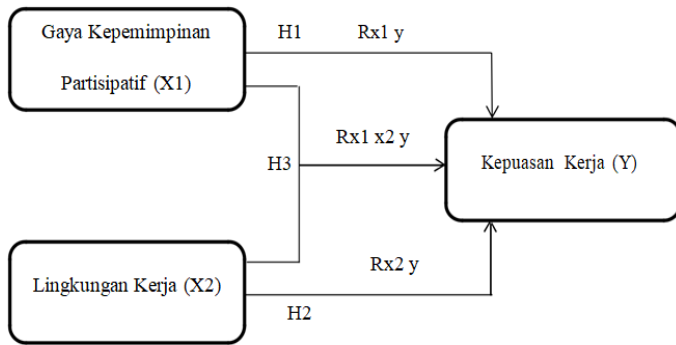 Gaya Kepemimpinan
Partisipatif (X1)
H1
Rx1 y
Rx1 x2 y
H3
Kepuasan Kerja (Y)
Lingkungan Kerja (X2)
Rx2 y
H2